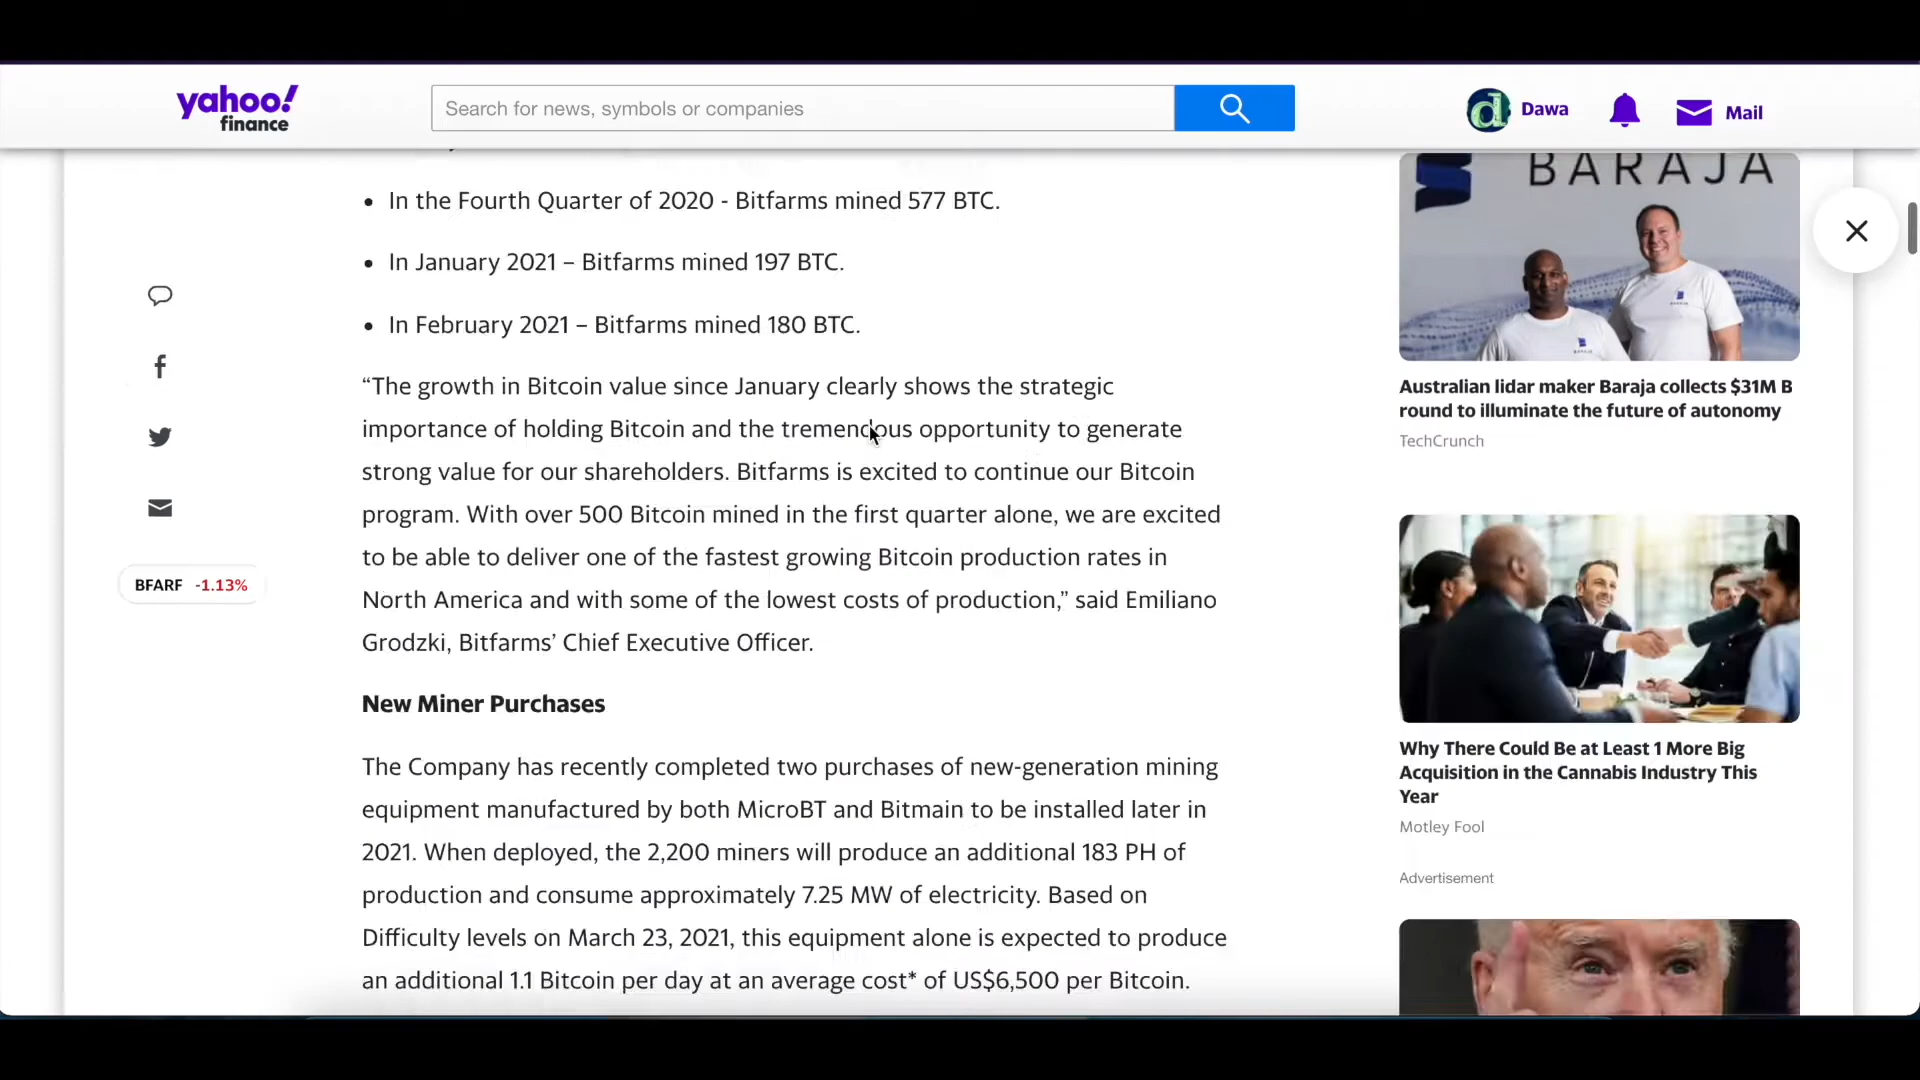 yahoo!
finance
Search for news, symbols or companies
Dawa
Mail
• In the Fourth Quarter of 2020 - Bitfarms mined 577 BTC.
• In January 2021 – Bitfarms mined 197 BTC.
• In February 2021 – Bitfarms mined 180 BTC.
“The growth in Bitcoin value since January clearly shows the strategic
importance of holding Bitcoin and the tremendous opportunity to generate
strong value for our shareholders. Bitfarms is excited to continue our Bitcoin
program. With over 500 Bitcoin mined in the first quarter alone, we are excited
to be able to deliver one of the fastest growing Bitcoin production rates in
North America and with some of the lowest costs of production,” said Emiliano
Grodzki, Bitfarms’ Chief Executive Officer.
BFARF -1.13%
New Miner Purchases
The Company has recently completed two purchases of new-generation mining
equipment manufactured by both MicroBT and Bitmain to be installed later in
2021. When deployed, the 2,200 miners will produce an additional 183 PH of
production and consume approximately 7.25 MW of electricity. Based on
Difficulty levels on March 23, 2021, this equipment alone is expected to produce
an additional 1.1 Bitcoin per day at an average cost* of US$6,500 per Bitcoin.
BARAJA
Australian lidar maker Baraja collects $31M B
round to illuminate the future of autonomy
TechCrunch
Why There Could Be at Least 1 More Big
Acquisition in the Cannabis Industry This
Year
Motley Fool
Advertisement